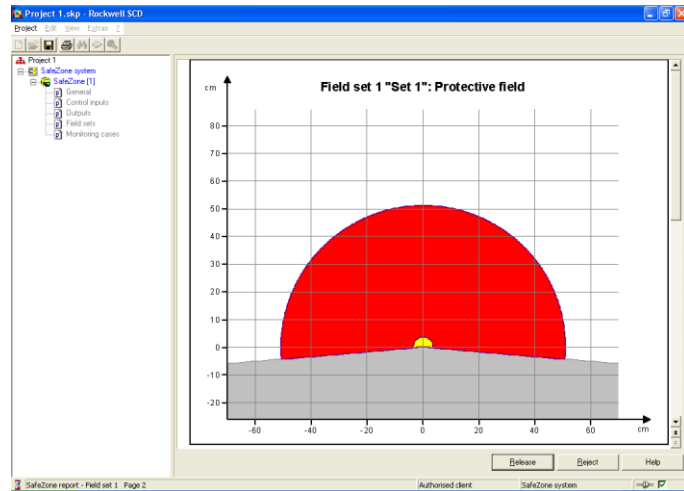 Project 1.skp - Rockwell SCD
Project Edit View Extras ?
Project 1
SafeZone system
SafeZone [1]
General
Control inputs
Outputs
Field sets
Monitoring cases
Field set 1 "Set 1": Protective field
cm
80
70
60
50
40
30
20
10
0
-10
-20
-60 -40 -20 0 20 40 60 cm
Release Reject Help
SafeZone report - Field set 1 Page 2 Authorised client SafeZone system